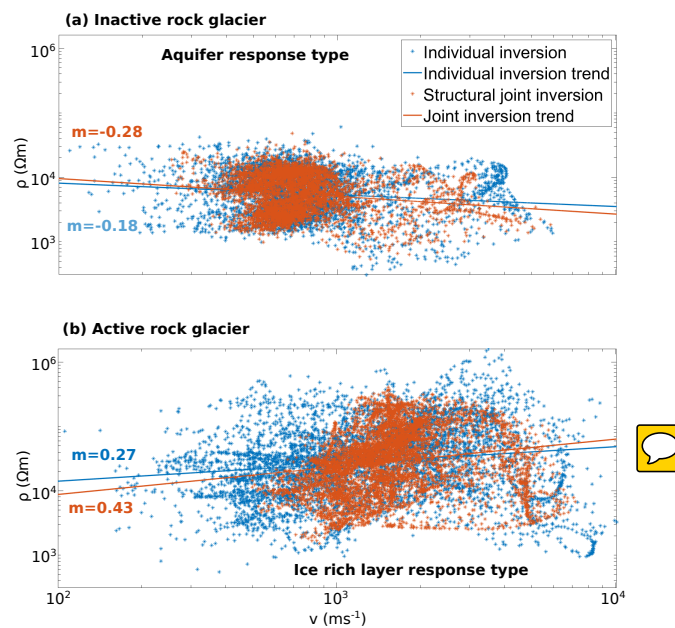 (a) Inactive rock glacier
10⁶
Aquifer response type
Individual inversion
Individual inversion trend
Structural joint inversion
Joint inversion trend
m=-0.28
ρ (Ωm)
10⁴
m=-0.18
10³
(b) Active rock glacier
10⁶
m=0.27
ρ (Ωm)
10⁴
m=0.43
10³
Ice rich layer response type
10² 10³ 10⁴
v (ms⁻¹)